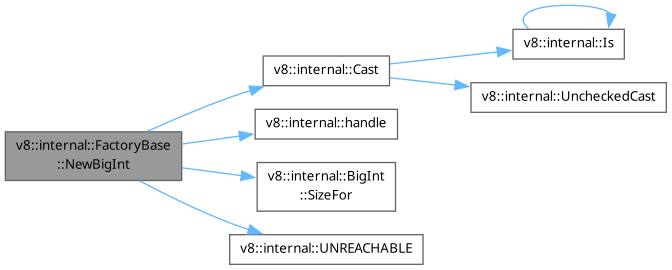 v8::internal::Is
v8::internal::Cast
v8::internal::UncheckedCast
v8::internal::handle
v8::internal::FactoryBase
::NewBigInt
v8::internal::BigInt
::SizeFor
v8::internal::UNREACHABLE